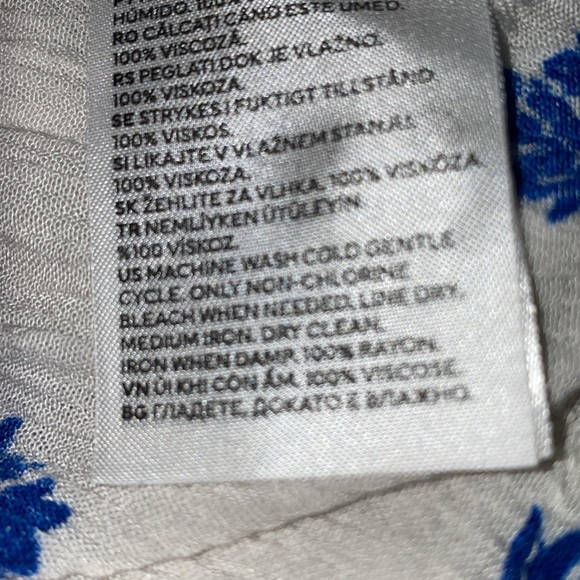 HÚMIDO. 100%
RO CĂLCAŢI CÂND ESTE UMED.
100% VISCOZĂ.
RS PEGLATI DOK JE VLAŽNO.
100% VISKOZA.
SE STRYKES I FUKTIGT TILLSTÅND.
100% VISKOS.
SI LIKAJTE V VLAŽNEM STANJU.
100% VISKOZA.
SK ŽEHLITE ZA VLHKA. 100% VISKÓZA.
TR NEMLİYKEN ÜTÜLEYİN.
%100 VİSKOZ.
US MACHINE WASH COLD GENTLE
CYCLE. ONLY NON-CHLORINE
BLEACH WHEN NEEDED. LINE DRY.
MEDIUM IRON. DRY CLEAN.
IRON WHEN DAMP. 100% RAYON.
VN ỦI KHI CÒN ẨM. 100% VISCOSE.
BG ГЛАДЕТЕ, ДОКАТО Е ВЛАЖНО.